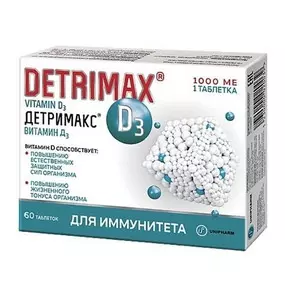 DETRIMAX®
VITAMIN D3
ДЕТРИМАКС®
ВИТАМИН Д3
D3
1000 МЕ
1 ТАБЛЕТКА
ВИТАМИН D СПОСОБСТВУЕТ:
• ПОВЫШЕНИЮ
ЕСТЕСТВЕННЫХ
ЗАЩИТНЫХ
СИЛ ОРГАНИЗМА
• ПОВЫШЕНИЮ
ЖИЗНЕННОГО
ТОНУСА ОРГАНИЗМА
60 ТАБЛЕТОК
ДЛЯ ИММУНИТЕТА
UNIPHARM